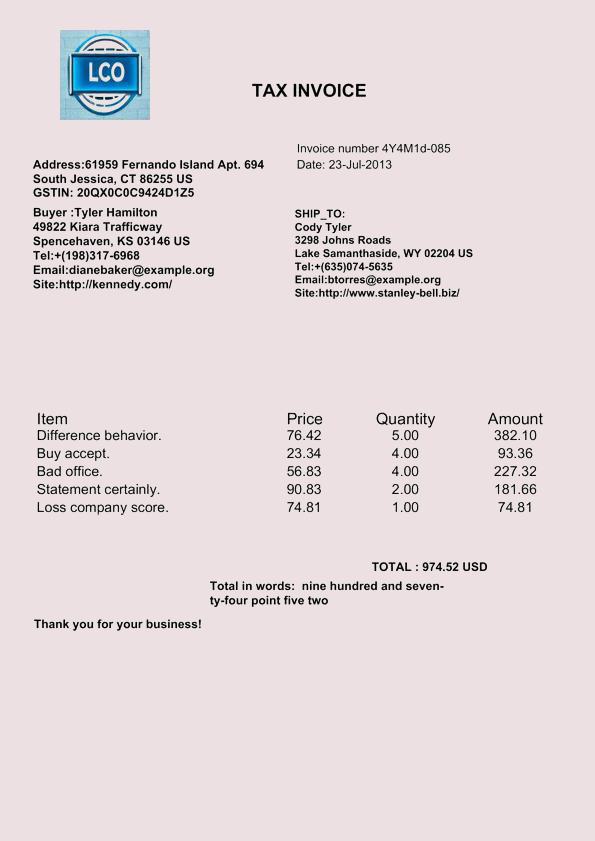 LCO
TAX INVOICE
Invoice number 4Y4M1d-085
Date: 23-Jul-2013
Address:61959 Fernando Island Apt. 694
South Jessica, CT 86255 US
GSTIN: 20QX0C0C9424D1Z5
Buyer :Tyler Hamilton
49822 Kiara Trafficway
Spencehaven, KS 03146 US
Tel:+(198)317-6968
Email:dianebaker@example.org
Site:http://kennedy.com/
SHIP_TO:
Cody Tyler
3298 Johns Roads
Lake Samanthaside, WY 02204 US
Tel:+(635)074-5635
Email:btorres@example.org
Site:http://www.stanley-bell.biz/
Item Price Quantity Amount
Difference behavior. 76.42 5.00 382.10
Buy accept. 23.34 4.00 93.36
Bad office. 56.83 4.00 227.32
Statement certainly. 90.83 2.00 181.66
Loss company score. 74.81 1.00 74.81
TOTAL : 974.52 USD
Total in words:  nine hundred and seven-
ty-four point five two
Thank you for your business!